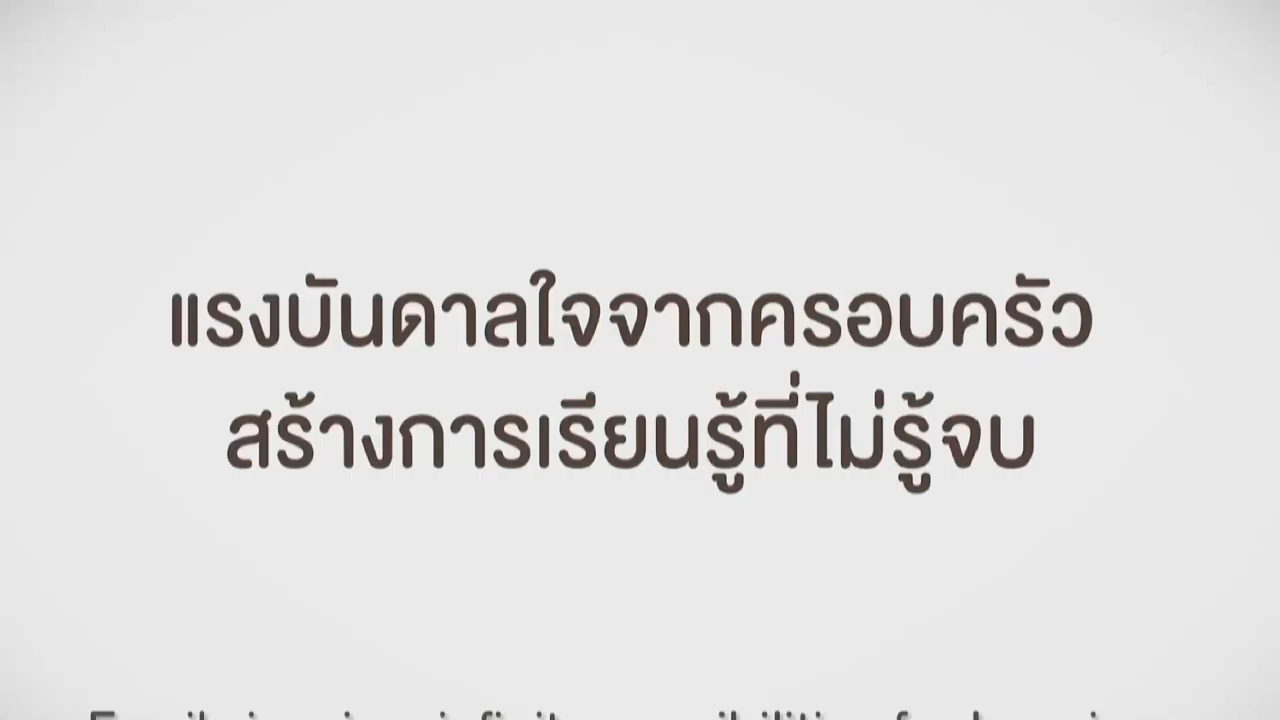 แรงบันดาลใจจากครอบครัว
สร้างการเรียนรู้ที่ไม่รู้จบ